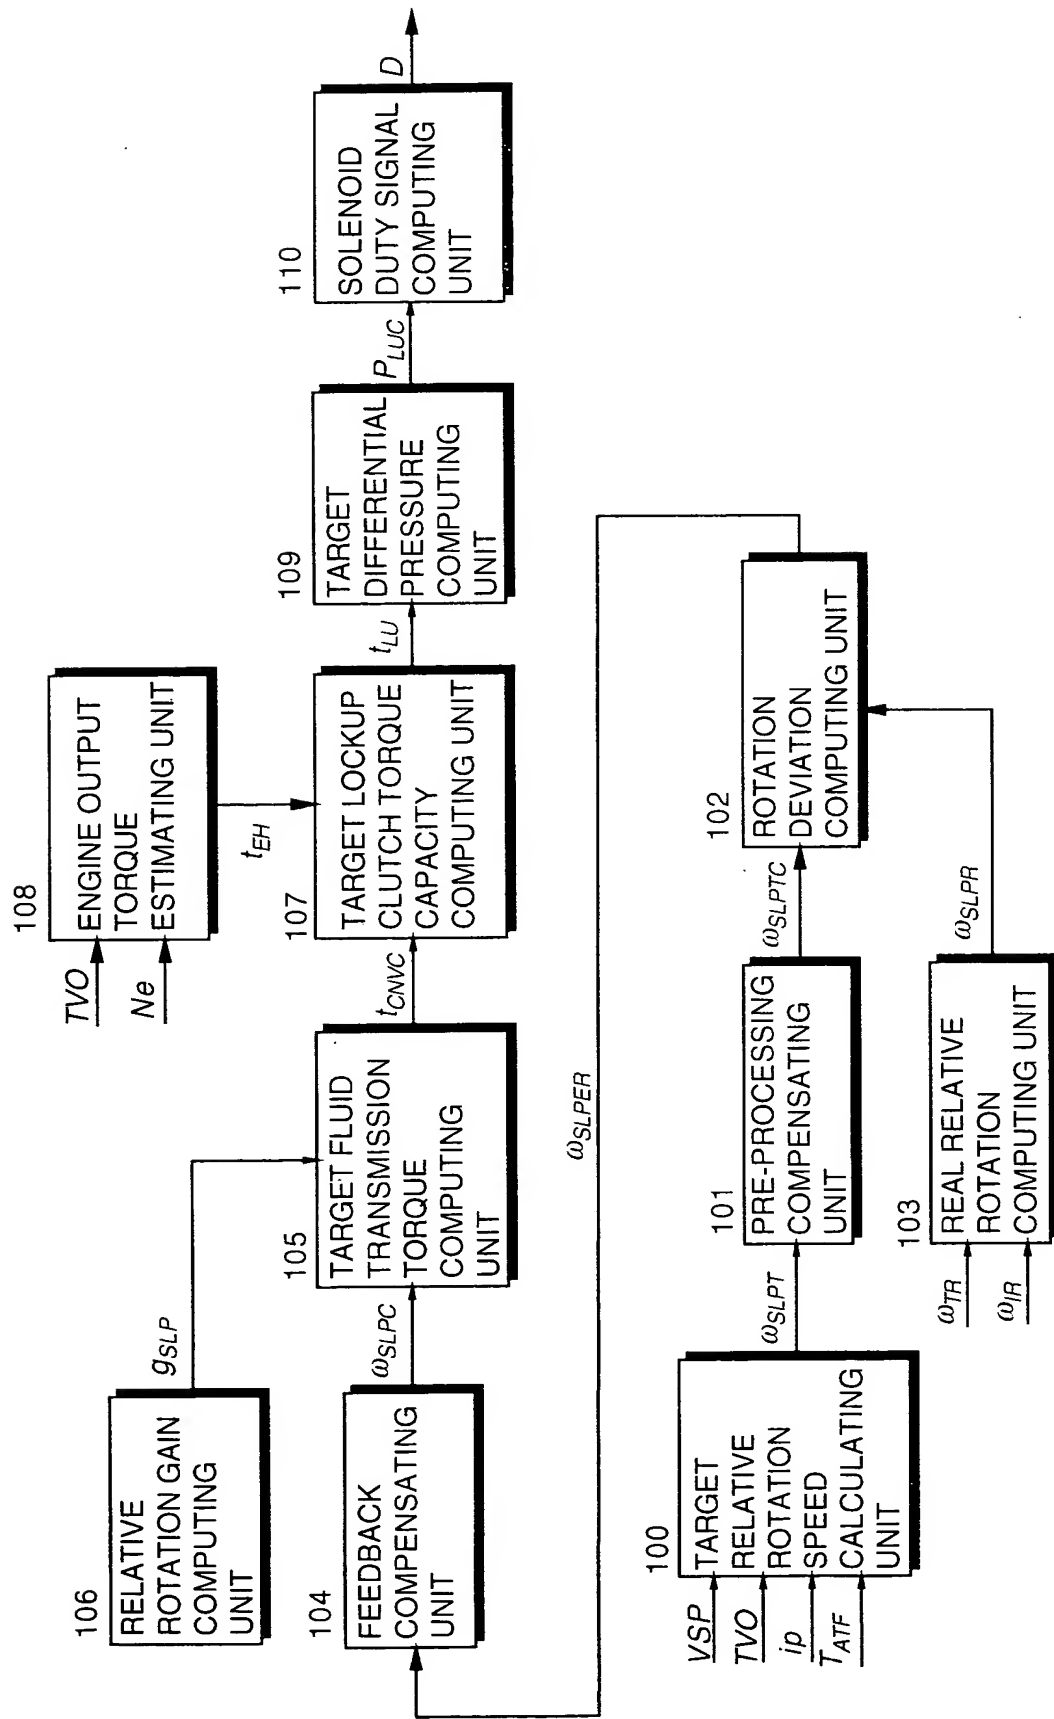 106
RELATIVE
ROTATION GAIN
COMPUTING
UNIT
g_SLP
108
ENGINE OUTPUT
TORQUE
ESTIMATING UNIT
TVO
Ne
t_EH
104
FEEDBACK
COMPENSATING
UNIT
ω_SLPC
105
TARGET FLUID
TRANSMISSION
TORQUE
COMPUTING
UNIT
t_CNVC
107
TARGET LOCKUP
CLUTCH TORQUE
CAPACITY
COMPUTING UNIT
t_LU
109
TARGET
DIFFERENTIAL
PRESSURE
COMPUTING
UNIT
P_LUC
110
SOLENOID
DUTY SIGNAL
COMPUTING
UNIT
D
ω_SLPER
VSP
TVO
ip
T_ATF
100
TARGET
RELATIVE
ROTATION
SPEED
CALCULATING
UNIT
ω_SLPT
101
PRE-PROCESSING
COMPENSATING
UNIT
ω_SLPTC
102
ROTATION
DEVIATION
COMPUTING UNIT
ω_TR
ω_IR
103
REAL RELATIVE
ROTATION
COMPUTING UNIT
ω_SLPR